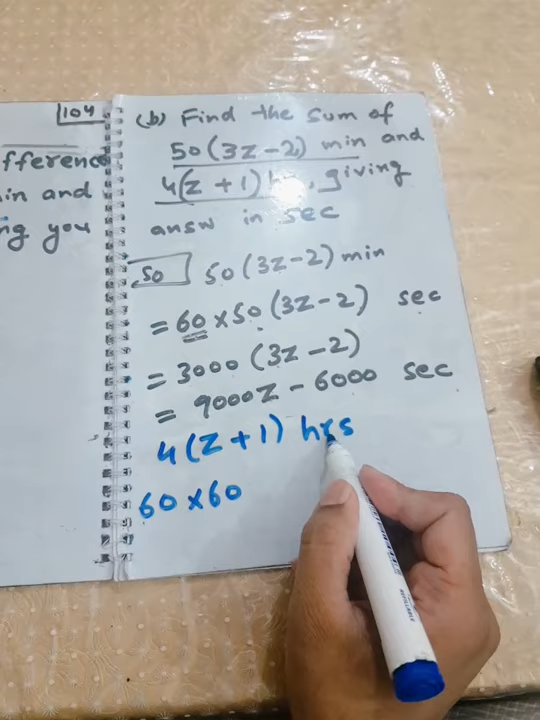 104
fference
in and
ng you
(b) Find the sum of
50(3z-2) min and
4(z+1) h, giving
answ in sec
So 50(3z-2) min
= 60 × 50 (3z-2) sec
= 3000 (3z-2)
= 9000z - 6000 sec
4(z+1) hrs
60 × 60